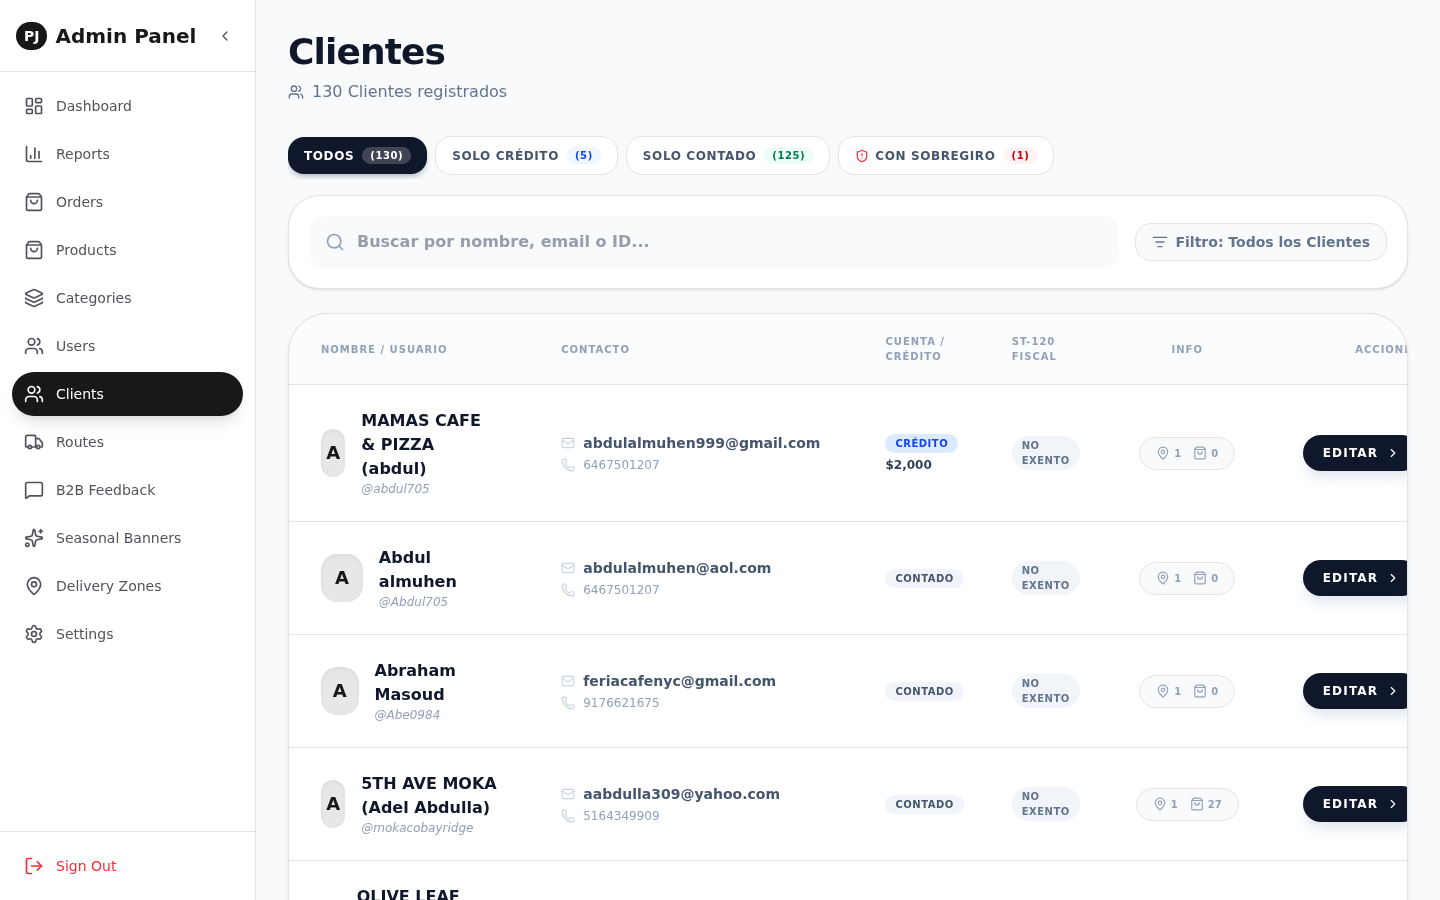 PJ Admin Panel
Dashboard
Reports
Orders
Products
Categories
Users
Clients
Routes
B2B Feedback
Seasonal Banners
Delivery Zones
Settings
Sign Out
Clientes
130 Clientes registrados
TODOS (130) SOLO CRÉDITO (5) SOLO CONTADO (125) CON SOBREGIRO (1)
Buscar por nombre, email o ID...
Filtro: Todos los Clientes
NOMBRE / USUARIO
CONTACTO
CUENTA /
CRÉDITO
ST-120
FISCAL
INFO
ACCION
A
MAMAS CAFE
& PIZZA
(abdul)
@abdul705
abdulalmuhen999@gmail.com
6467501207
CRÉDITO
$2,000
NO
EXENTO
1 0
EDITAR
A
Abdul
almuhen
@Abdul705
abdulalmuhen@aol.com
6467501207
CONTADO
NO
EXENTO
1 0
EDITAR
A
Abraham
Masoud
@Abe0984
feriacafenyc@gmail.com
9176621675
CONTADO
NO
EXENTO
1 0
EDITAR
A
5TH AVE MOKA
(Adel Abdulla)
@mokacobayridge
aabdulla309@yahoo.com
5164349909
CONTADO
NO
EXENTO
1 27
EDITAR
OLIVE LEAF